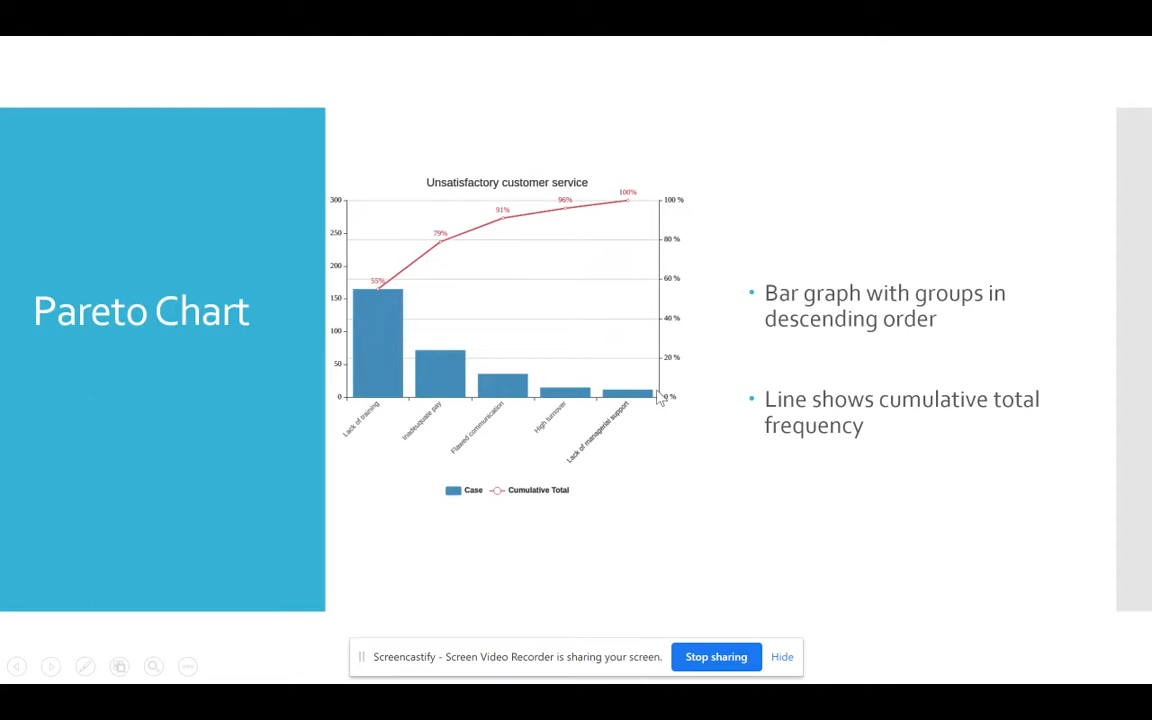 Pareto Chart
Unsatisfactory customer service
300
250
200
150
100
50
0
55%
79%
91%
96%
100%
100 %
80 %
60 %
40 %
20 %
0 %
Lack of training
Inadeuquate pay
Flawed communication
High turnover
Lack of managerial support
Case
Cumulative Total
• Bar graph with groups in
descending order
• Line shows cumulative total
frequency
Screencastify - Screen Video Recorder is sharing your screen.
Stop sharing
Hide